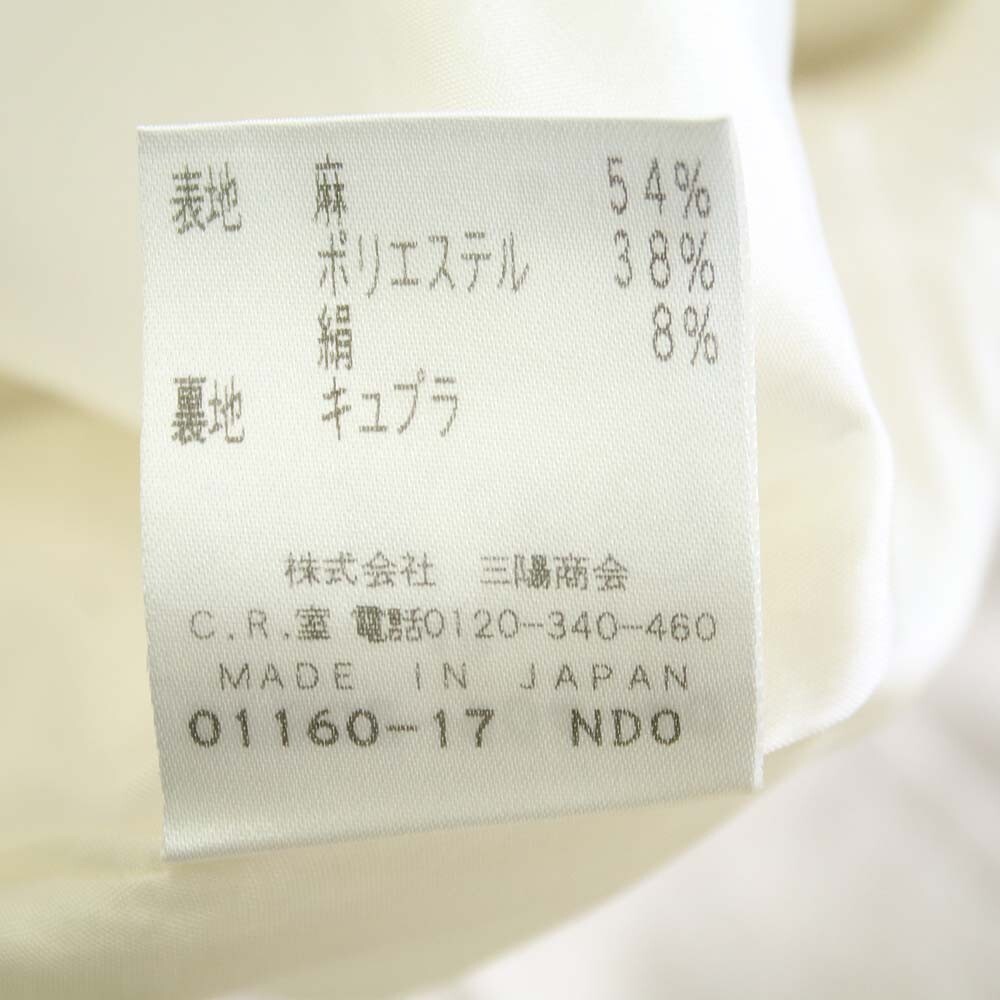 表地 麻 54%
ポリエステル 38%
絹 8%
裏地 キュプラ
株式会社 三陽商会
C.R.室 電話0120-340-460
MADE IN JAPAN
01160-17 NDO